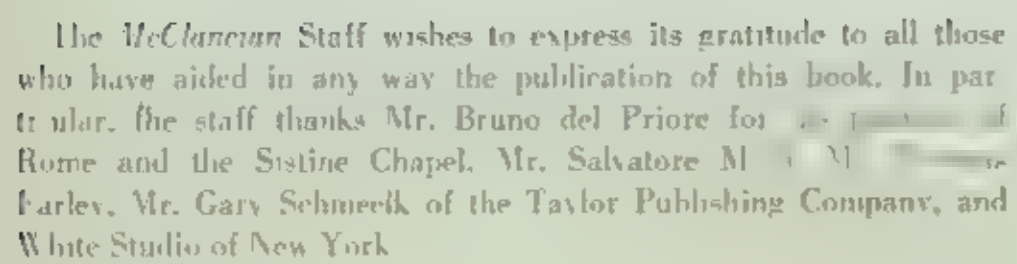 The McClancian Staff wishes to express its gratitude to all those
who have aided in any way the publication of this book. In par
ticular, the staff thanks Mr. Bruno del Priore for of
Rome and the Sistine Chapel, Mr. Salvatore
Farley, Mr. Gary of the Taylor Publishing Company, and
White Studio of New York